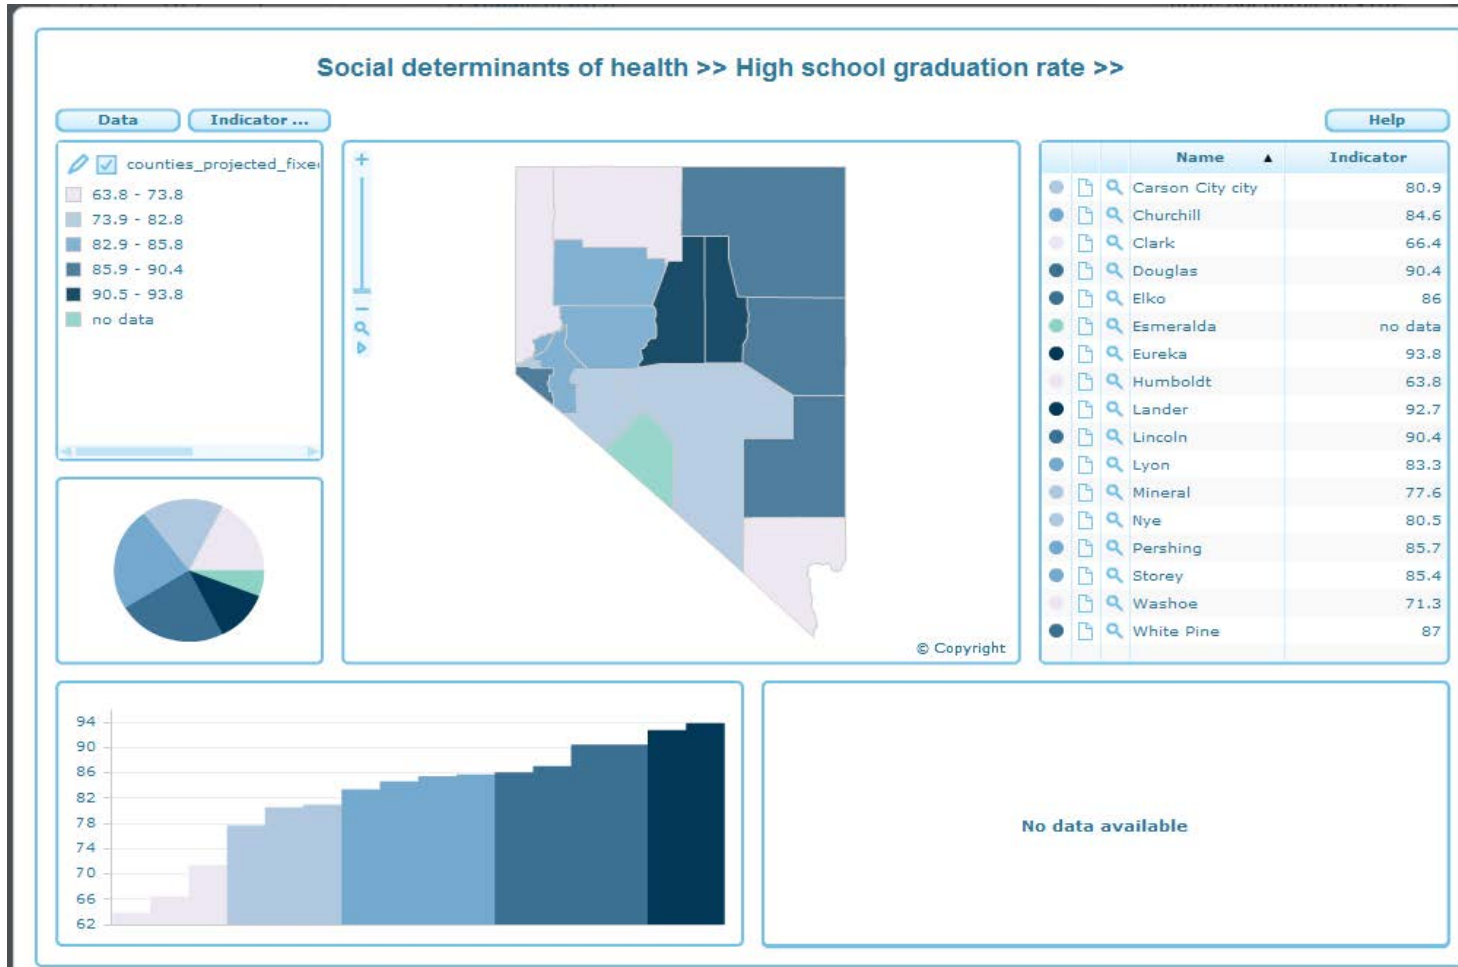 Social determinants of health >> High school graduation rate >>
Data
Indicator ...
Help
counties_projected_fixe
63.8 - 73.8
73.9 - 82.8
82.9 - 85.8
85.9 - 90.4
90.5 - 93.8
no data
© Copyright
Name ▲ Indicator
Carson City city 80.9
Churchill 84.6
Clark 66.4
Douglas 90.4
Elko 86
Esmeralda no data
Eureka 93.8
Humboldt 63.8
Lander 92.7
Lincoln 90.4
Lyon 83.3
Mineral 77.6
Nye 80.5
Pershing 85.7
Storey 85.4
Washoe 71.3
White Pine 87
94
90
86
82
78
74
70
66
62
No data available